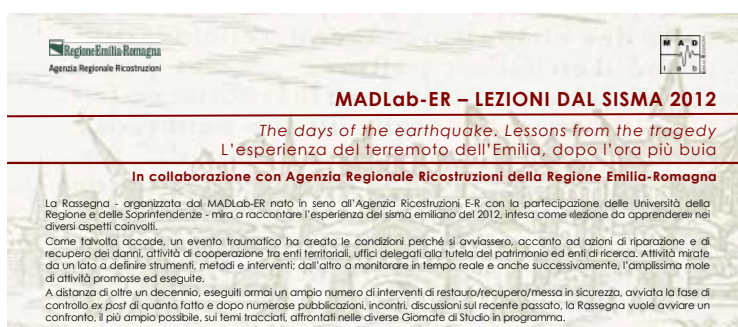 RegioneEmilia-Romagna
Agenzia Regionale Ricostruzioni
M A D
l a b
MADLab-ER – LEZIONI DAL SISMA 2012
The days of the earthquake. Lessons from the tragedy
L'esperienza del terremoto dell'Emilia, dopo l'ora più buia
In collaborazione con Agenzia Regionale Ricostruzioni della Regione Emilia-Romagna
La Rassegna - organizzata dal MADLab-ER nato in seno all'Agenzia Ricostruzioni E-R con la partecipazione delle Università della
Regione e delle Soprintendenze - mira a raccontare l'esperienza del sisma emiliano del 2012, intesa come «lezione da apprendere» nei
diversi aspetti coinvolti.
Come talvolta accade, un evento traumatico ha creato le condizioni perché si avviassero, accanto ad azioni di riparazione e di
recupero dei danni, attività di cooperazione tra enti territoriali, uffici delegati alla tutela del patrimonio ed enti di ricerca. Attività mirate
da un lato a definire strumenti, metodi e interventi; dall'altro a monitorare in tempo reale e anche successivamente, l'amplissima mole
di attività promosse ed eseguite.
A distanza di oltre un decennio, eseguiti ormai un ampio numero di interventi di restauro/recupero/messa in sicurezza, avviata la fase di
controllo ex post di quanto fatto e dopo numerose pubblicazioni, incontri, discussioni sul recente passato, la Rassegna vuole avviare un
confronto, il più ampio possibile, sui temi tracciati, affrontati nelle diverse Giornate di Studio in programma.